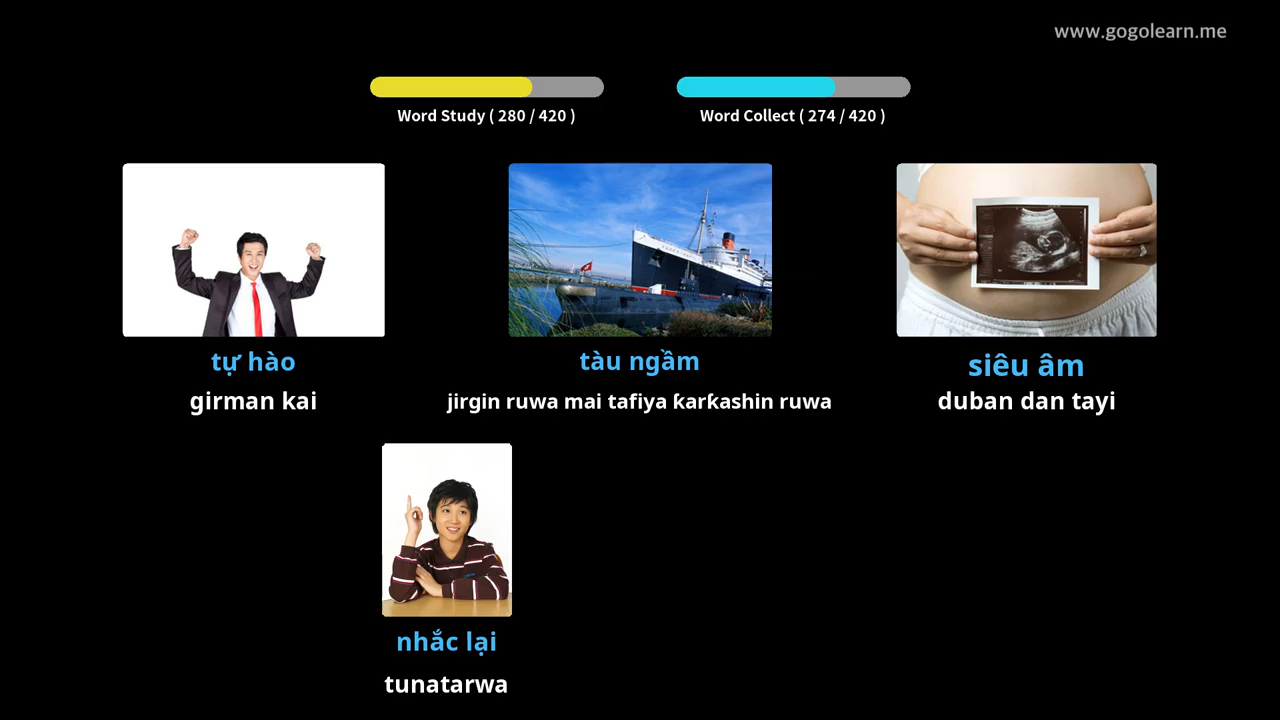 www.gogolearn.me
Word Study ( 280 / 420 )
Word Collect ( 274 / 420 )
tự hào
girman kai
tàu ngầm
jirgin ruwa mai tafiya ƙarƙashin ruwa
siêu âm
duban dan tayi
nhắc lại
tunatarwa